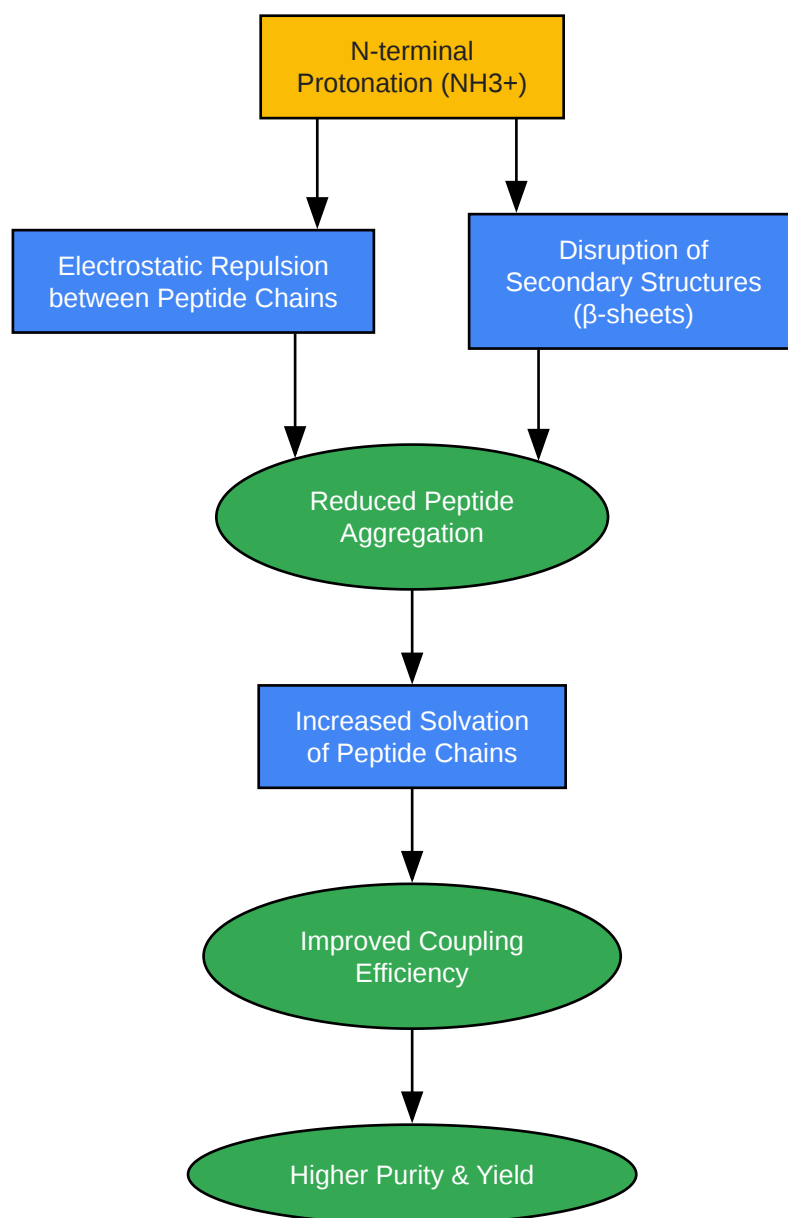 N-terminal
Protonation (NH3+)
Electrostatic Repulsion
between Peptide Chains
Disruption of
Secondary Structures
(β-sheets)
Reduced Peptide
Aggregation
Increased Solvation
of Peptide Chains
Improved Coupling
Efficiency
Higher Purity & Yield